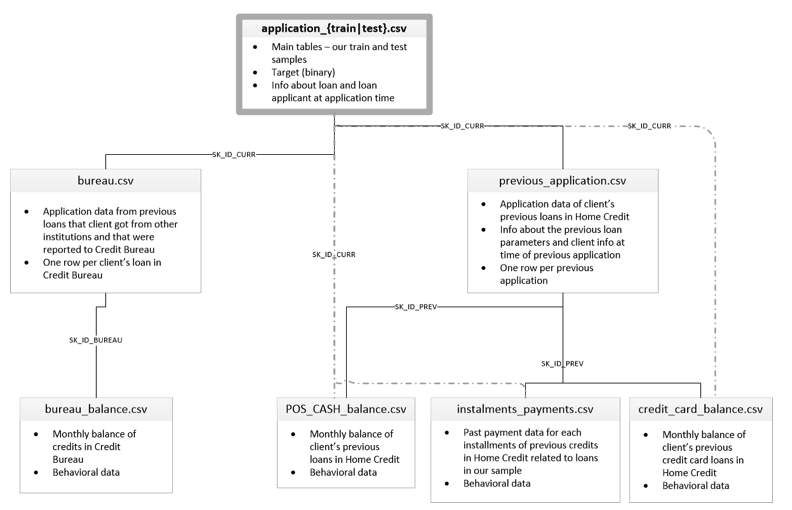 application_{train|test}.csv
• Main tables – our train and test
samples
• Target (binary)
• Info about loan and loan
applicant at application time
SK_ID_CURR
SK_ID_CURR
SK_ID_CURR
bureau.csv
• Application data from previous
loans that client got from other
institutions and that were
reported to Credit Bureau
• One row per client's loan in
Credit Bureau
previous_application.csv
• Application data of client's
previous loans in Home Credit
• Info about the previous loan
parameters and client info at
time of previous application
• One row per previous
application
SK_ID_CURR
SK_ID_PREV
SK_ID_BUREAU
SK_ID_PREV
bureau_balance.csv
• Monthly balance of
credits in Credit
Bureau
• Behavioral data
POS_CASH_balance.csv
• Monthly balance of
client's previous
loans in Home Credit
• Behavioral data
instalments_payments.csv
• Past payment data for each
installments of previous credits
in Home Credit related to loans
in our sample
• Behavioral data
credit_card_balance.csv
• Monthly balance of
client's previous
credit card loans in
Home Credit
• Behavioral data